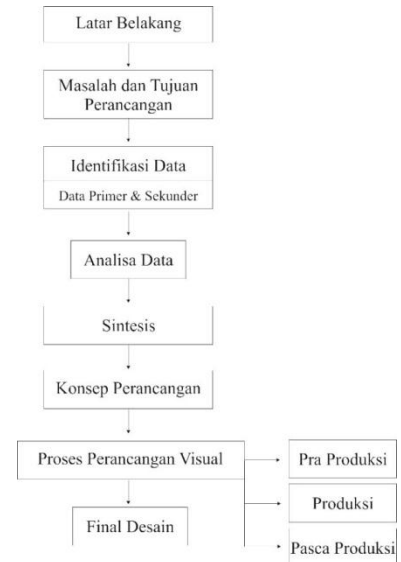 Latar Belakang
Masalah dan Tujuan
Perancangan
Identifikasi Data
Data Primer & Sekunder
Analisa Data
Sintesis
Konsep Perancangan
Proses Perancangan Visual
Pra Produksi
Produksi
Final Desain
Pasca Produksi